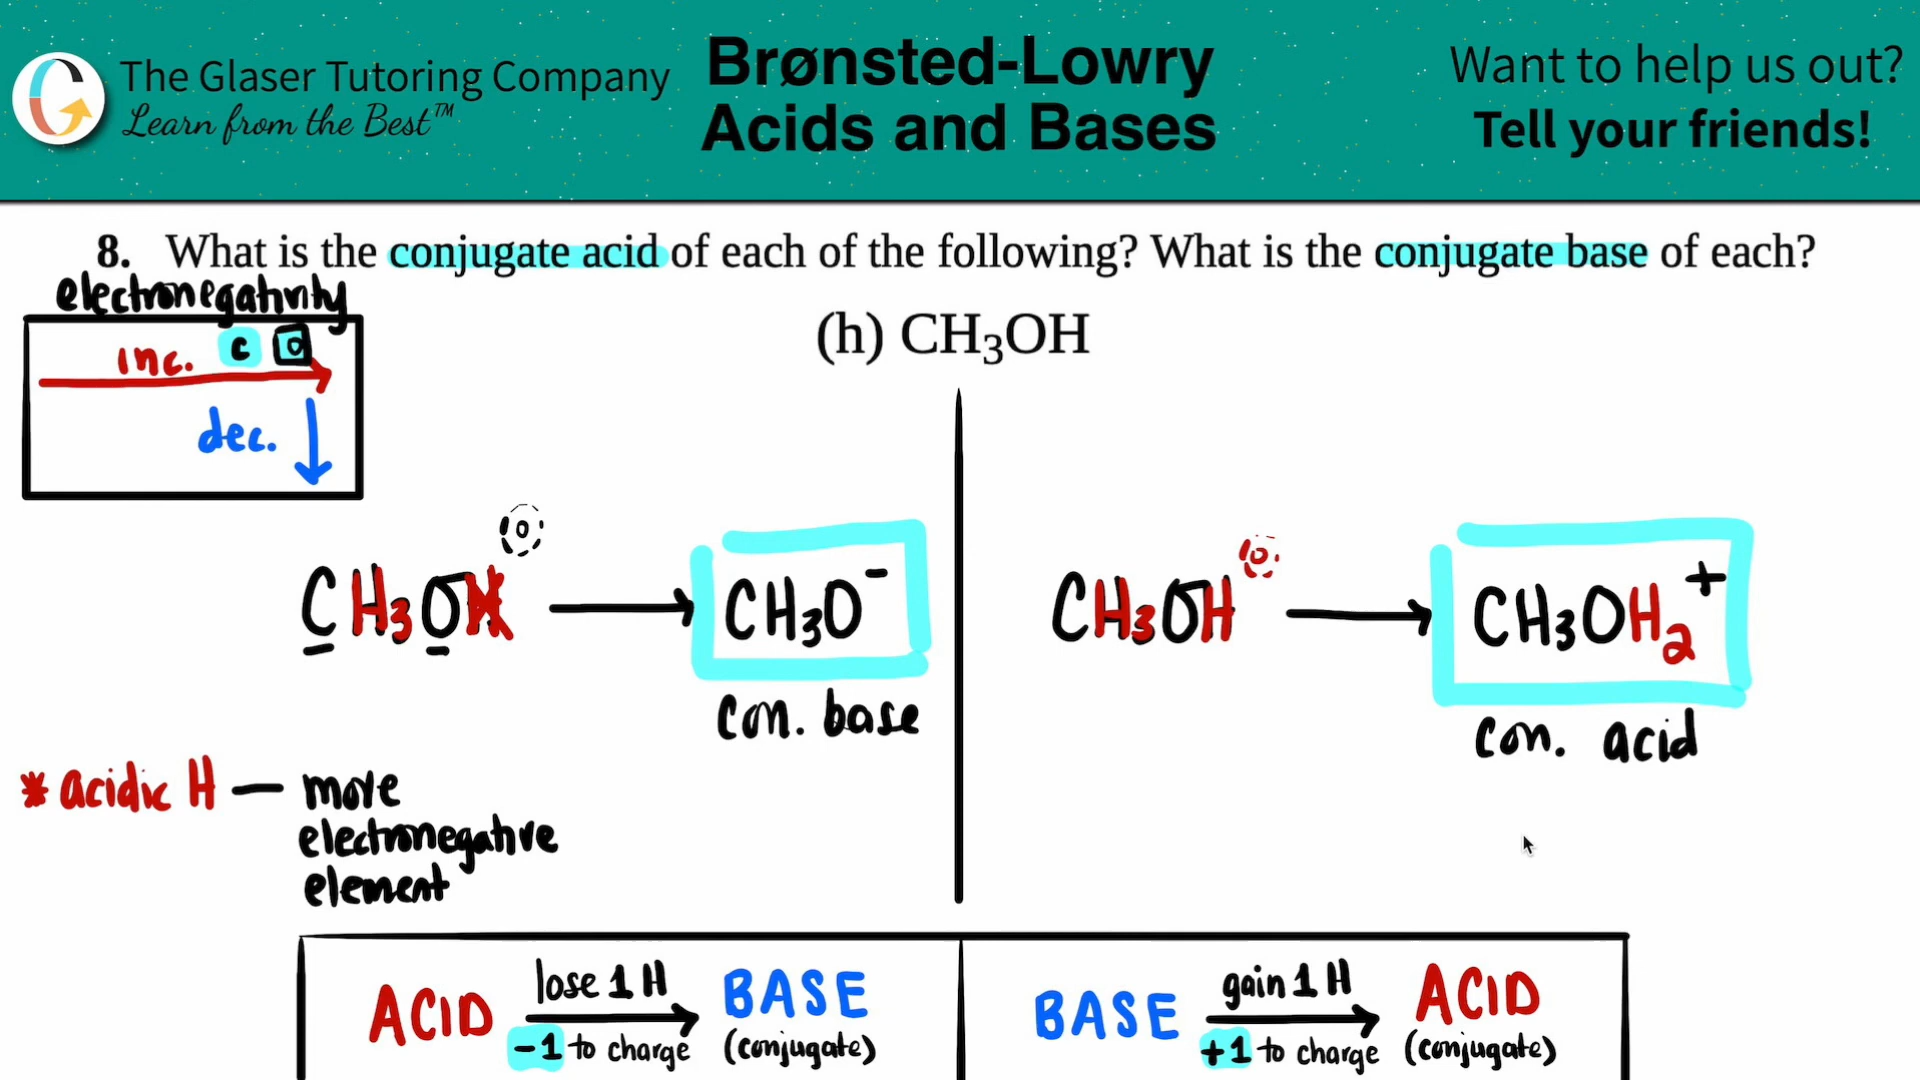 The Glaser Tutoring Company
Learn from the Best™
Brønsted-Lowry
Acids and Bases
Want to help us out?
Tell your friends!
8. What is the conjugate acid of each of the following? What is the conjugate base of each?
electronegativity
inc. C O
dec.
(h) CH₃OH
CH₃OH ⁰ → CH₃O⁻
con. base
CH₃OH ⁰ → CH₃OH₂⁺
con. acid
* acidic H — more
electronegative
element
ACID lose 1 H → BASE
-1 to charge (conjugate)
BASE gain 1 H → ACID
+1 to charge (conjugate)